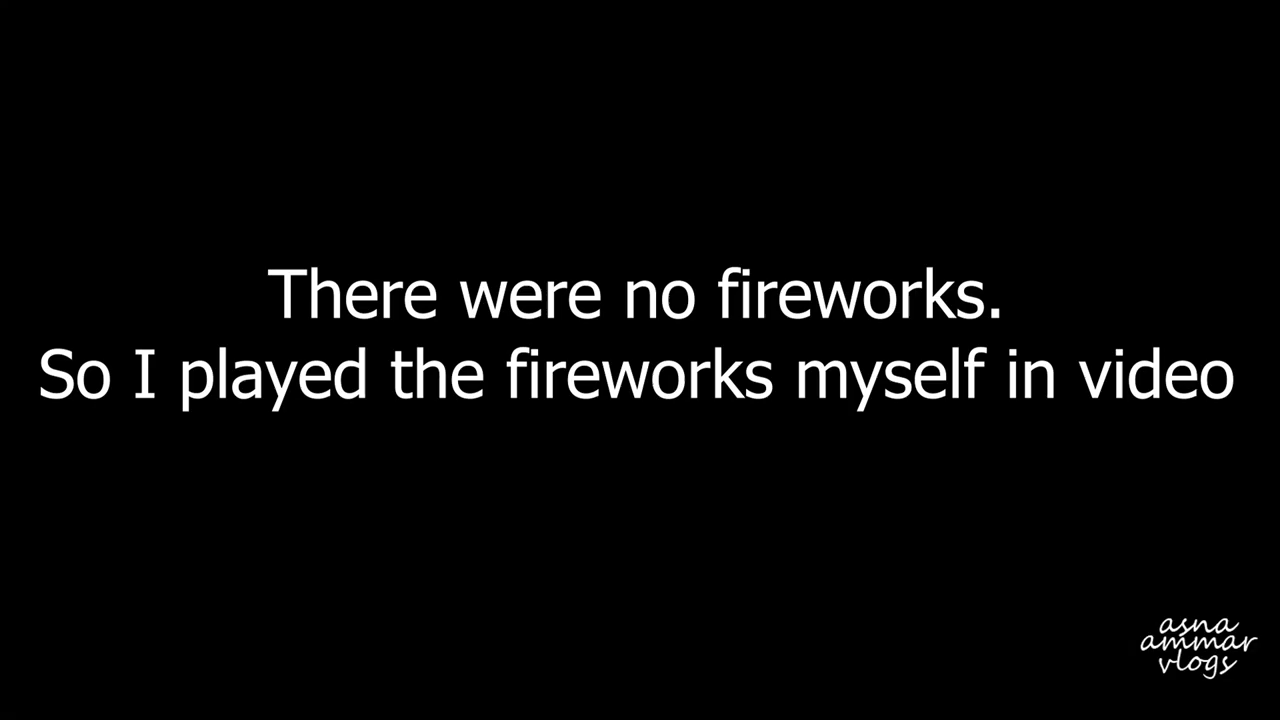 There were no fireworks.
So I played the fireworks myself in video
asna
ammar
vlogs